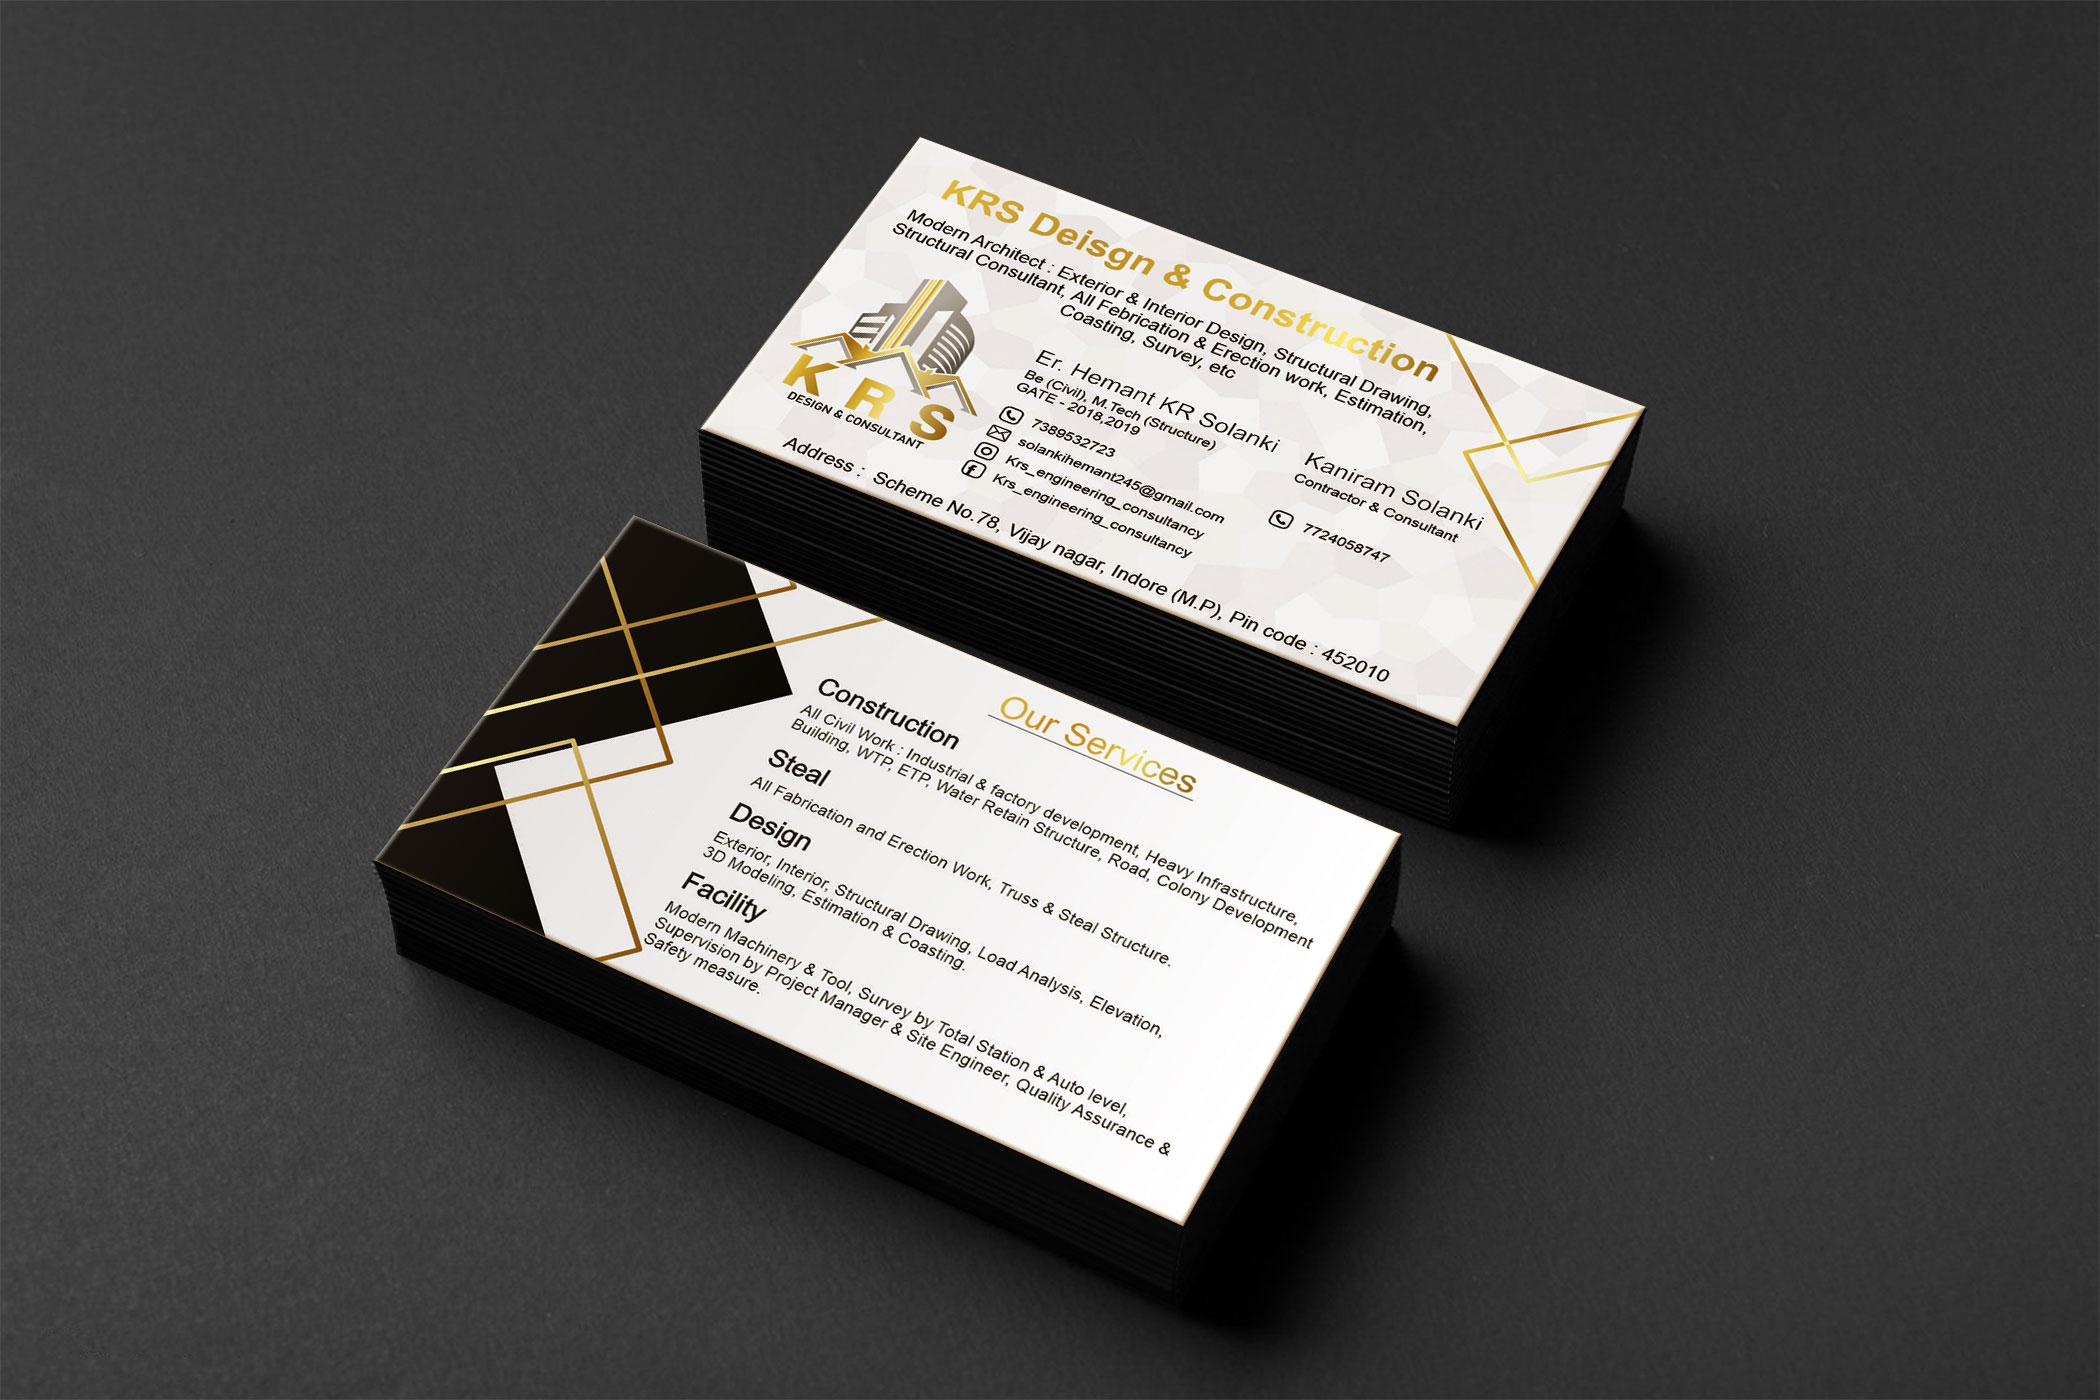 KRS Deisgn & Construction
Modern Architect : Exterior & Interior Design, Structural Drawing,
Structural Consultant, All Febrication & Erection work, Estimation,
Coasting, Survey, etc
K R S
DESIGN & CONSULTANT
Er. Hemant KR Solanki
Be (Civil), M.Tech (Structure)
GATE - 2018,2019
7389532723
solankihemant245@gmail.com
Krs_engineering_consultancy
Krs_engineering_consultancy
Kaniram Solanki
Contractor & Consultant
7724058747
Address : Scheme No.78, Vijay nagar, Indore (M.P), Pin code : 452010
Our Services
Construction
All Civil Work : Industrial & factory development, Heavy Infrastructure,
Building, WTP, ETP, Water Retain Structure, Road, Colony Development
Steal
All Fabrication and Erection Work, Truss & Steal Structure.
Design
Exterior, Interior, Structural Drawing, Load Analysis, Elevation,
3D Modeling, Estimation & Coasting.
Facility
Modern Machinery & Tool, Survey by Total Station & Auto level,
Supervision by Project Manager & Site Engineer, Quality Assurance &
Safety measure.